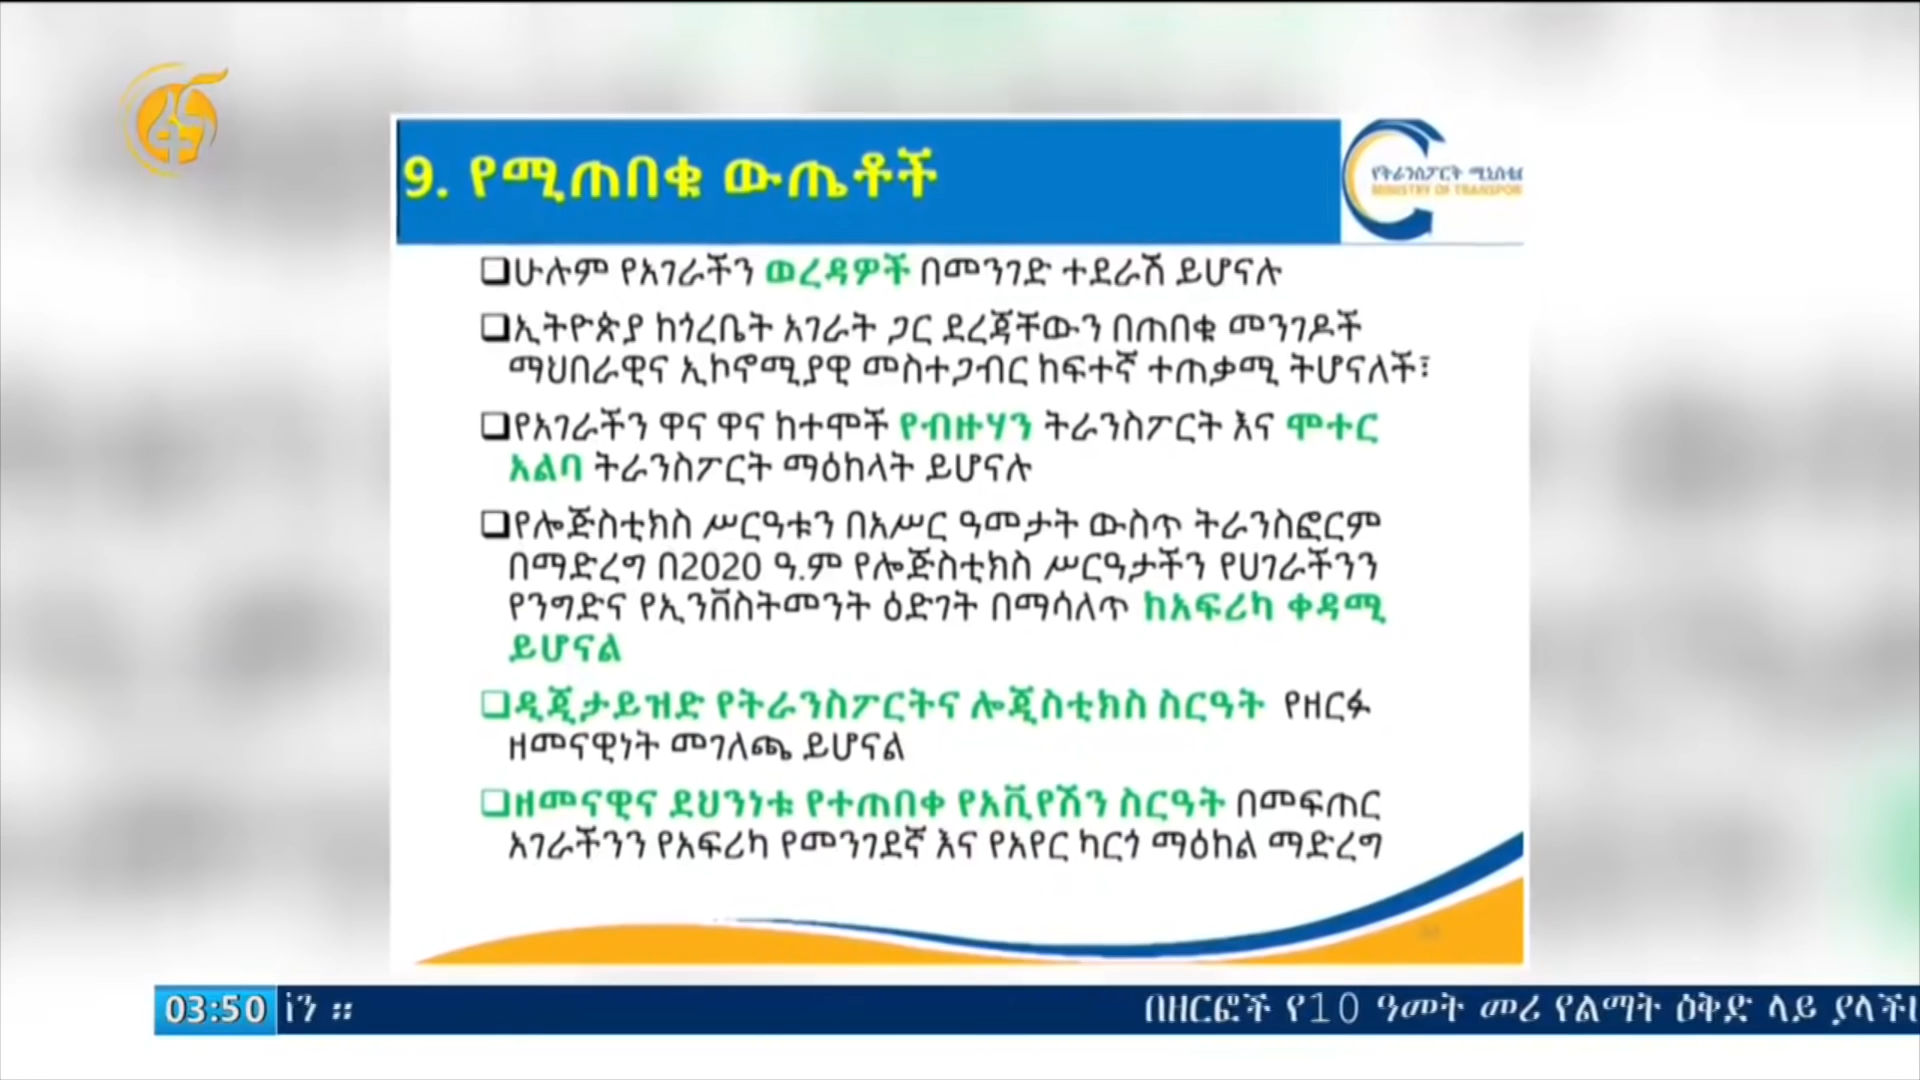 9. የሚጠበቁ ውጤቶች
የትራንስፖርት ሚኒስቴ
MINISTRY OF TRANSPOR
❑ሁሉም የአገራችን ወረዳዎች በመንገድ ተደራሽ ይሆናሉ
❑ኢትዮጵያ ከጎረቤት አገራት ጋር ደረጃቸውን በጠበቁ መንገዶች
ማህበራዊና ኢኮኖሚያዊ መስተጋብር ከፍተኛ ተጠቃሚ ትሆናለች፣
❑የአገራችን ዋና ዋና ከተሞች የብዙሃን ትራንስፖርት እና ሞተር
አልባ ትራንስፖርት ማዕከላት ይሆናሉ
❑የሎጅስቲክስ ሥርዓቱን በአሥር ዓመታት ውስጥ ትራንስፎርም
በማድረግ በ2020 ዓ.ም የሎጅስቲክስ ሥርዓታችን የሀገራችንን
የንግድና የኢንቨስትመንት ዕድገት በማሳለጥ ከአፍሪካ ቀዳሚ
ይሆናል
❑ዲጂታይዝድ የትራንስፖርትና ሎጂስቲክስ ስርዓት የዘርፉ
ዘመናዊነት መገለጫ ይሆናል
❑ዘመናዊና ደህንነቱ የተጠበቀ የአቪየሽን ስርዓት በመፍጠር
አገራችንን የአፍሪካ የመንገደኛ እና የአየር ካርጎ ማዕከል ማድረግ
03:50 ን ። በዘርፎች የ10 ዓመት መሪ የልማት ዕቅድ ላይ ያላች